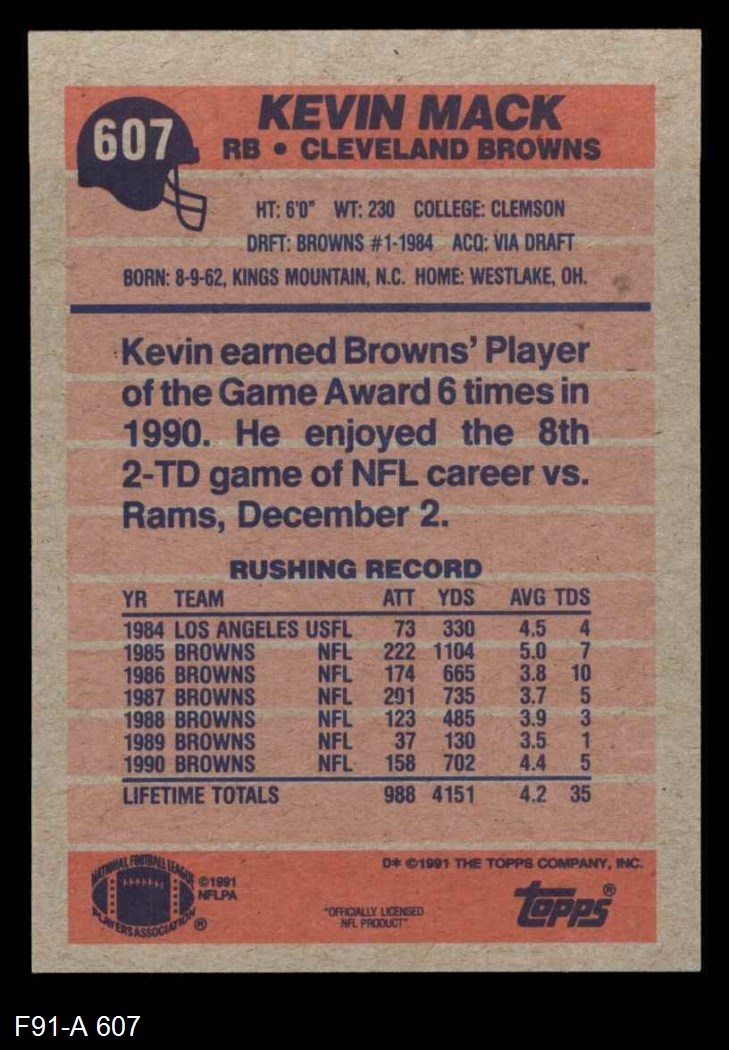 607
KEVIN MACK
RB • CLEVELAND BROWNS
HT: 6'0" WT: 230 COLLEGE: CLEMSON
DRFT: BROWNS #1-1984 ACQ: VIA DRAFT
BORN: 8-9-62, KINGS MOUNTAIN, N.C. HOME: WESTLAKE, OH.
Kevin earned Browns' Player
of the Game Award 6 times in
1990. He enjoyed the 8th
2-TD game of NFL career vs.
Rams, December 2.
RUSHING RECORD
YR TEAM ATT YDS AVG TDS
1984 LOS ANGELES USFL 73 330 4.5 4
1985 BROWNS NFL 222 1104 5.0 7
1986 BROWNS NFL 174 665 3.8 10
1987 BROWNS NFL 201 735 3.7 5
1988 BROWNS NFL 123 485 3.9 3
1989 BROWNS NFL 37 130 3.5 1
1990 BROWNS NFL 158 702 4.4 5
LIFETIME TOTALS 988 4151 4.2 35
D* ©1991 THE TOPPS COMPANY, INC.
NATIONAL FOOTBALL LEAGUE
PLAYERS ASSOCIATION ®
©1991
NFLPA
"OFFICIALLY LICENSED
NFL PRODUCT"
topps®
F91-A 607